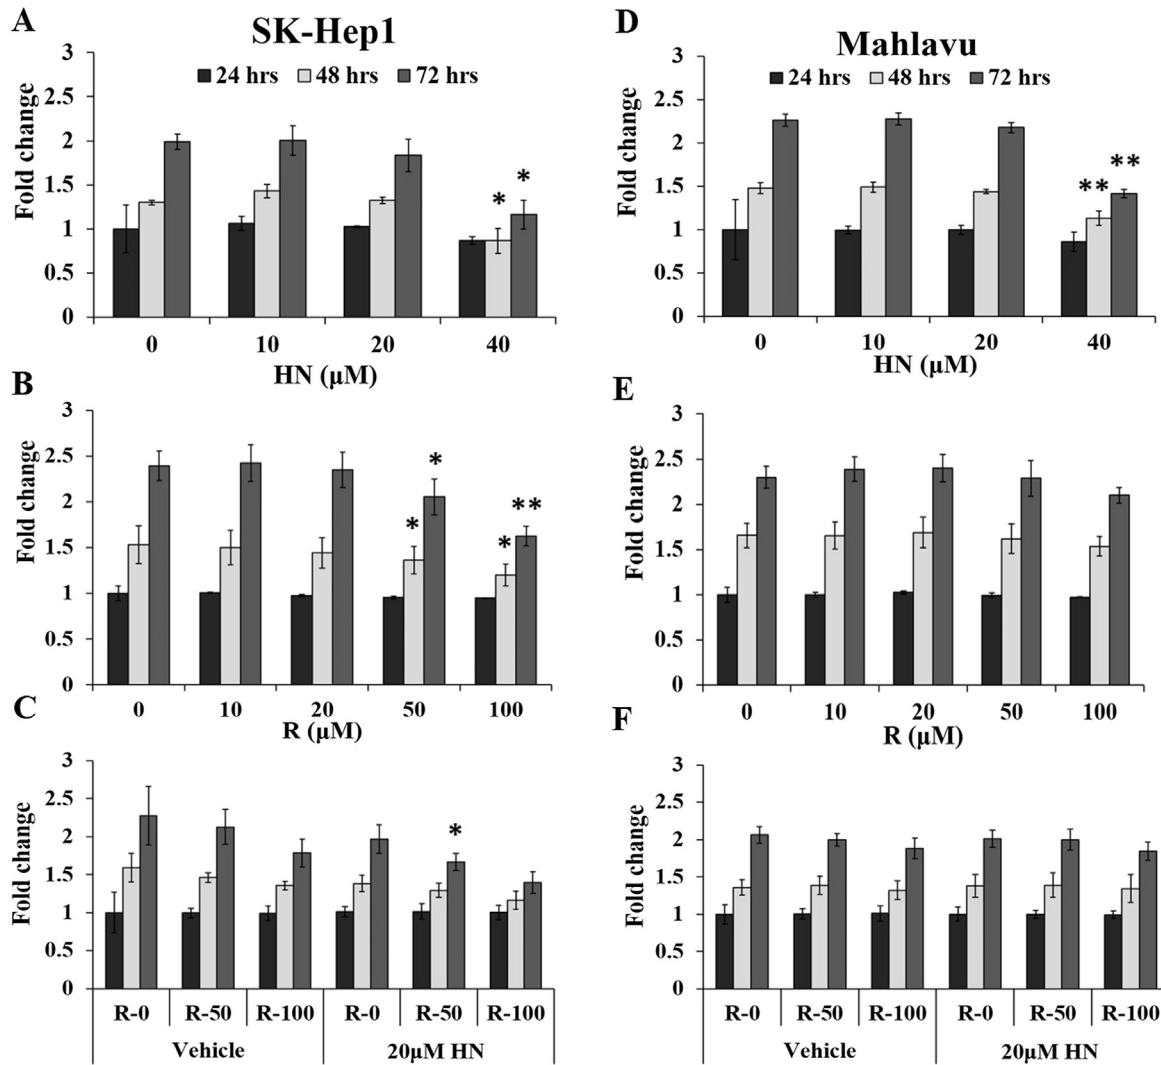 A
SK-Hep1
24 hrs 48 hrs 72 hrs
Fold change
3
2.5
2
1.5
1
0.5
0
* *
0 10 20 40
HN (μM)
D
Mahlavu
24 hrs 48 hrs 72 hrs
Fold change
3
2.5
2
1.5
1
0.5
0
** **
0 10 20 40
HN (μM)
B
Fold change
3
2.5
2
1.5
1
0.5
0
* * * **
0 10 20 50 100
R (μM)
E
Fold change
3
2.5
2
1.5
1
0.5
0
0 10 20 50 100
R (μM)
C
Fold change
3
2.5
2
1.5
1
0.5
0
*
R-0 R-50 R-100 R-0 R-50 R-100
Vehicle 20μM HN
F
Fold change
3
2.5
2
1.5
1
0.5
0
R-0 R-50 R-100 R-0 R-50 R-100
Vehicle 20μM HN